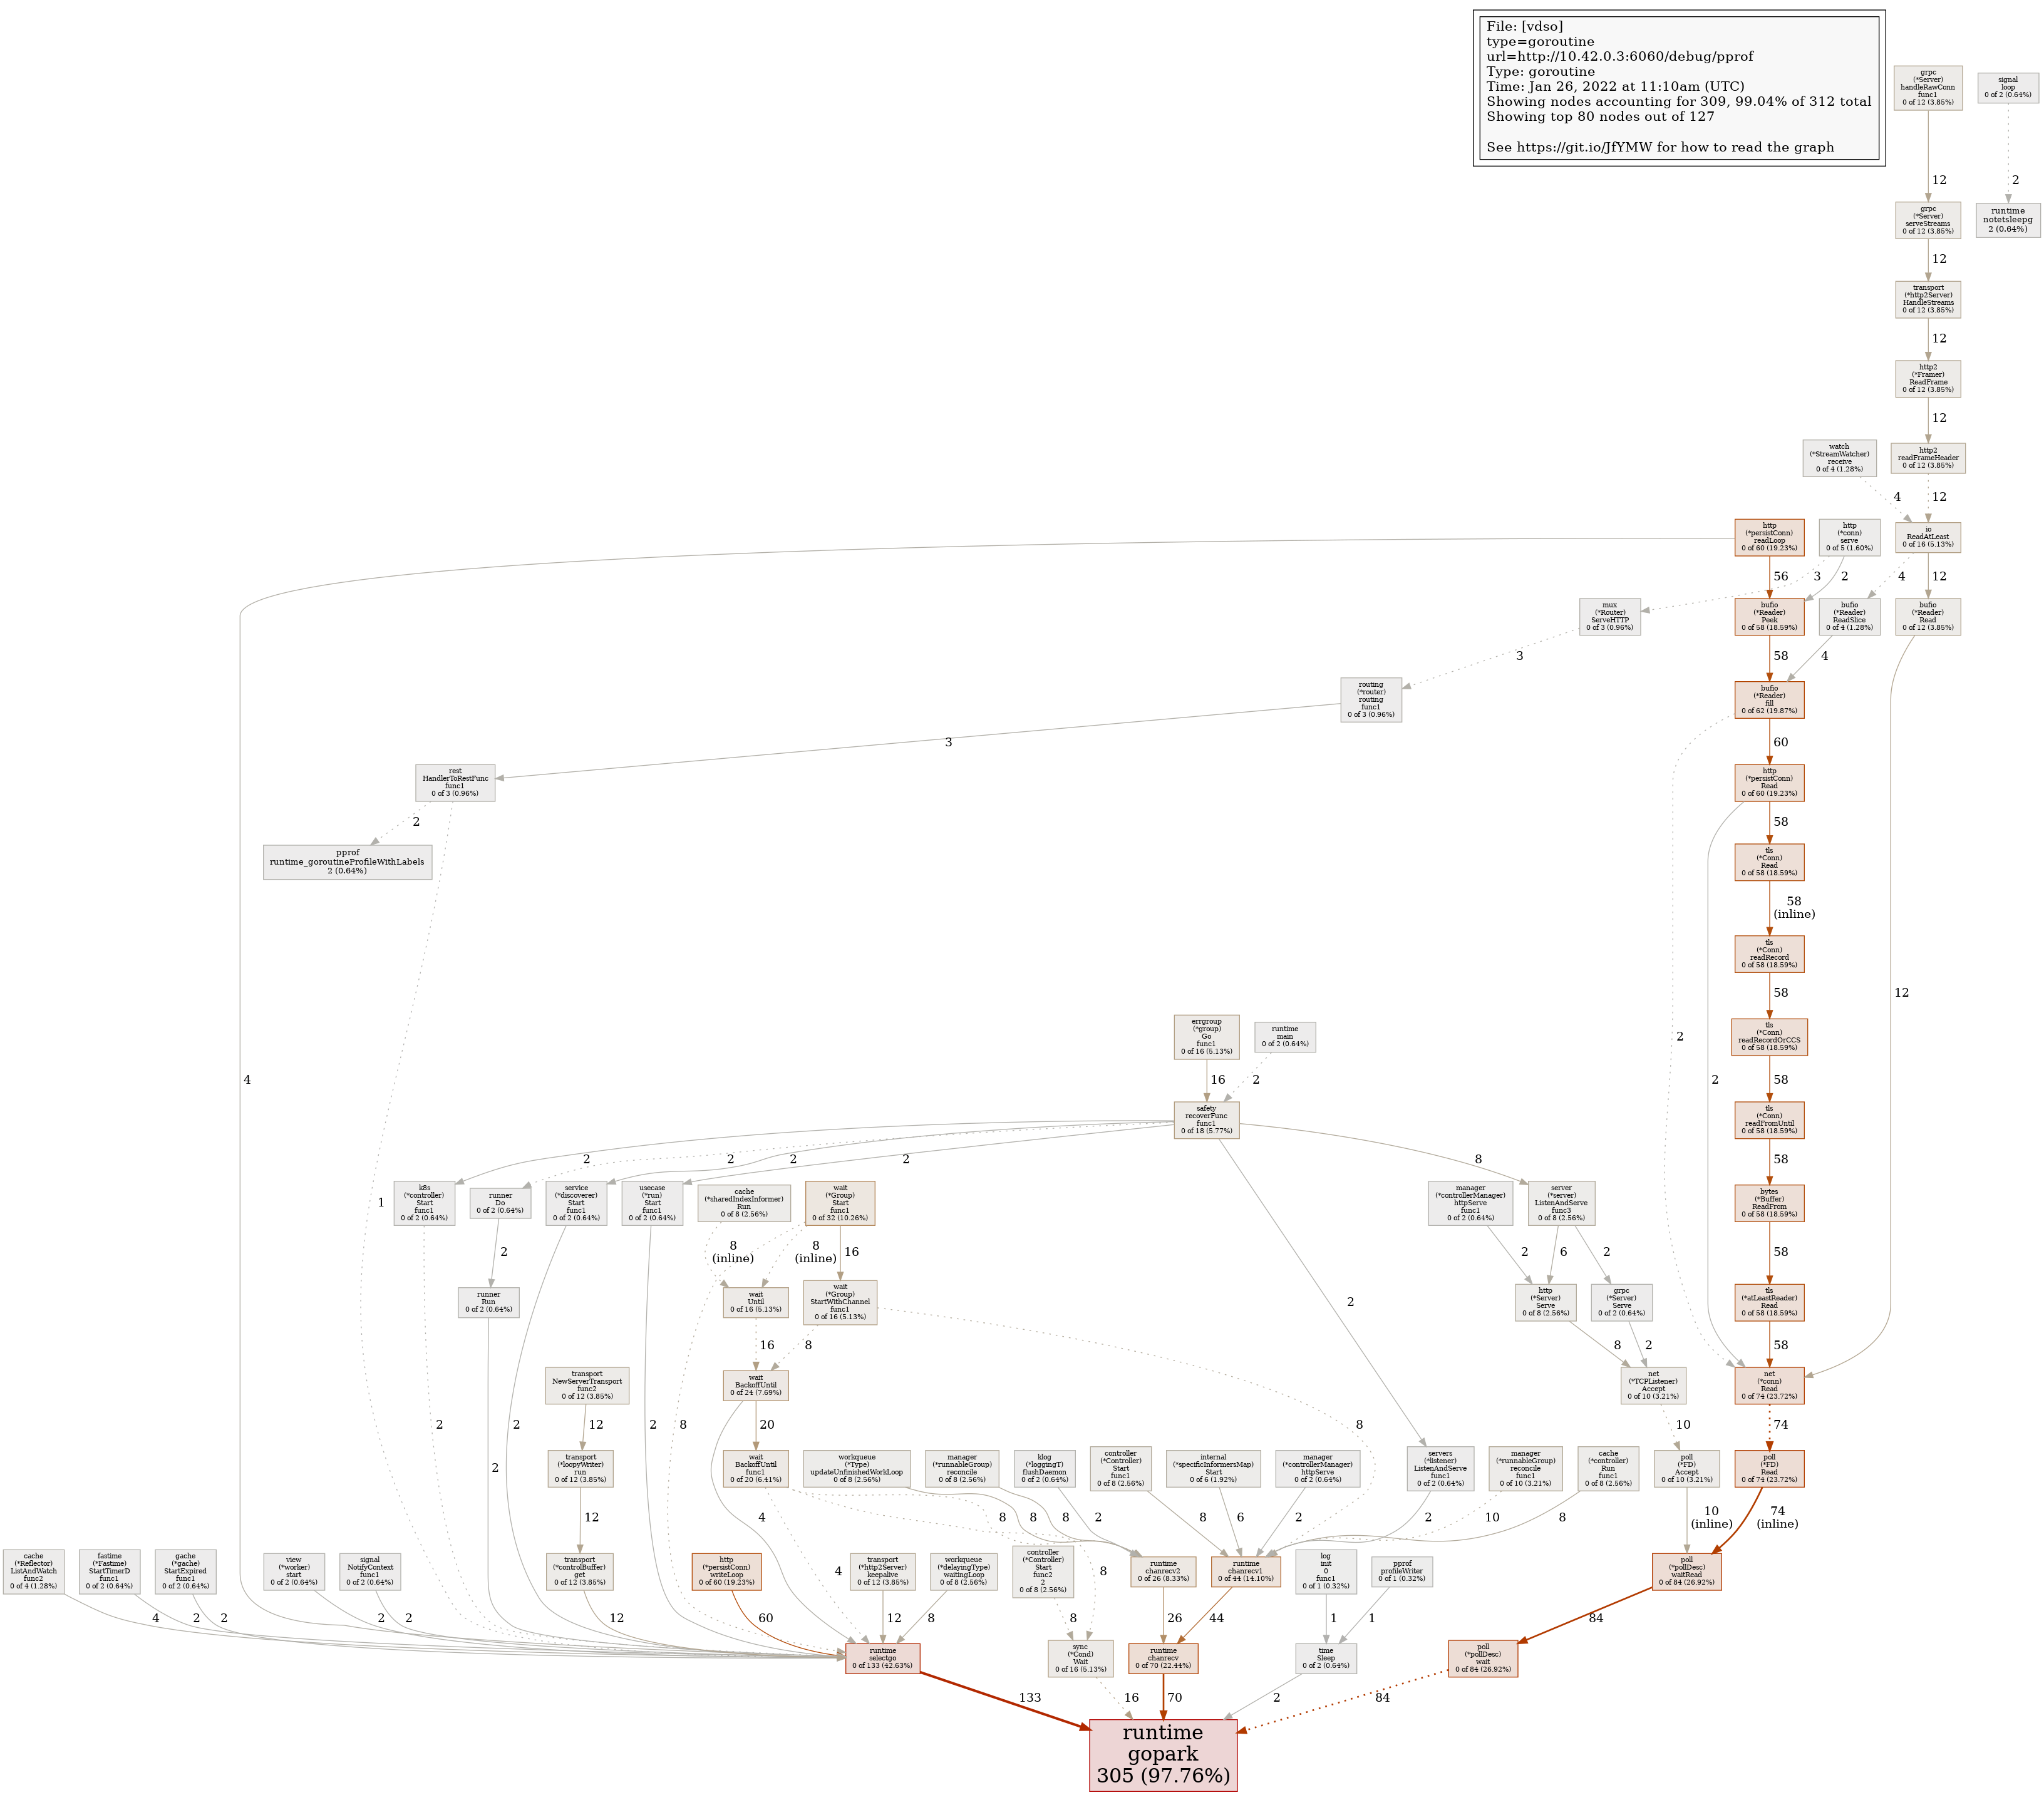 File: [vdso]
type=goroutine
url=http://10.42.0.3:6060/debug/pprof
Type: goroutine
Time: Jan 26, 2022 at 11:10am (UTC)
Showing nodes accounting for 309, 99.04% of 312 total
Showing top 80 nodes out of 127
See https://git.io/JfYMW for how to read the graph
grpc
(*Server)
handleRawConn
func1
0 of 12 (3.85%)
signal
loop
0 of 2 (0.64%)
12
2
grpc
(*Server)
serveStreams
0 of 12 (3.85%)
runtime
notetsleepg
2 (0.64%)
12
transport
(*http2Server)
HandleStreams
0 of 12 (3.85%)
12
http2
(*Framer)
ReadFrame
0 of 12 (3.85%)
12
watch
(*StreamWatcher)
receive
0 of 4 (1.28%)
http2
readFrameHeader
0 of 12 (3.85%)
4
12
http
(*persistConn)
readLoop
0 of 60 (19.23%)
http
(*conn)
serve
0 of 5 (1.60%)
io
ReadAtLeast
0 of 16 (5.13%)
56
3
2
4
12
mux
(*Router)
ServeHTTP
0 of 3 (0.96%)
bufio
(*Reader)
Peek
0 of 58 (18.59%)
bufio
(*Reader)
ReadSlice
0 of 4 (1.28%)
bufio
(*Reader)
Read
0 of 12 (3.85%)
3
58
4
routing
(*router)
routing
func1
0 of 3 (0.96%)
bufio
(*Reader)
fill
0 of 62 (19.87%)
3
60
rest
HandlerToRestFunc
func1
0 of 3 (0.96%)
http
(*persistConn)
Read
0 of 60 (19.23%)
2
58
pprof
runtime_goroutineProfileWithLabels
2 (0.64%)
tls
(*Conn)
Read
0 of 58 (18.59%)
58
(inline)
tls
(*Conn)
readRecord
0 of 58 (18.59%)
58
12
errgroup
(*group)
Go
func1
0 of 16 (5.13%)
runtime
main
0 of 2 (0.64%)
tls
(*Conn)
readRecordOrCCS
0 of 58 (18.59%)
2
4
16
2
2
58
safety
recoverFunc
func1
0 of 18 (5.77%)
tls
(*Conn)
readFromUntil
0 of 58 (18.59%)
2
2
2
2
8
58
1
k8s
(*controller)
Start
func1
0 of 2 (0.64%)
runner
Do
0 of 2 (0.64%)
service
(*discoverer)
Start
func1
0 of 2 (0.64%)
usecase
(*run)
Start
func1
0 of 2 (0.64%)
cache
(*sharedIndexInformer)
Run
0 of 8 (2.56%)
wait
(*Group)
Start
func1
0 of 32 (10.26%)
manager
(*controllerManager)
httpServe
func1
0 of 2 (0.64%)
server
(*server)
ListenAndServe
func3
0 of 8 (2.56%)
bytes
(*Buffer)
ReadFrom
0 of 58 (18.59%)
2
8
(inline)
8
(inline)
16
2
6
2
58
runner
Run
0 of 2 (0.64%)
wait
Until
0 of 16 (5.13%)
wait
(*Group)
StartWithChannel
func1
0 of 16 (5.13%)
2
http
(*Server)
Serve
0 of 8 (2.56%)
grpc
(*Server)
Serve
0 of 2 (0.64%)
tls
(*atLeastReader)
Read
0 of 58 (18.59%)
16
8
8
2
58
transport
NewServerTransport
func2
0 of 12 (3.85%)
wait
BackoffUntil
0 of 24 (7.69%)
net
(*TCPListener)
Accept
0 of 10 (3.21%)
net
(*conn)
Read
0 of 74 (23.72%)
2
2
12
2
8
20
8
10
74
transport
(*loopyWriter)
run
0 of 12 (3.85%)
wait
BackoffUntil
func1
0 of 20 (6.41%)
workqueue
(*Type)
updateUnfinishedWorkLoop
0 of 8 (2.56%)
manager
(*runnableGroup)
reconcile
0 of 8 (2.56%)
klog
(*loggingT)
flushDaemon
0 of 2 (0.64%)
controller
(*Controller)
Start
func1
0 of 8 (2.56%)
internal
(*specificInformersMap)
Start
0 of 6 (1.92%)
manager
(*controllerManager)
httpServe
0 of 2 (0.64%)
servers
(*listener)
ListenAndServe
func1
0 of 2 (0.64%)
manager
(*runnableGroup)
reconcile
func1
0 of 10 (3.21%)
cache
(*controller)
Run
func1
0 of 8 (2.56%)
poll
(*FD)
Accept
0 of 10 (3.21%)
poll
(*FD)
Read
0 of 74 (23.72%)
2
12
4
8
8
8
2
8
6
2
2
10
8
10
(inline)
74
(inline)
cache
(*Reflector)
ListAndWatch
func2
0 of 4 (1.28%)
fastime
(*Fastime)
StartTimerD
func1
0 of 2 (0.64%)
gache
(*gache)
StartExpired
func1
0 of 2 (0.64%)
view
(*worker)
start
0 of 2 (0.64%)
signal
NotifyContext
func1
0 of 2 (0.64%)
transport
(*controlBuffer)
get
0 of 12 (3.85%)
http
(*persistConn)
writeLoop
0 of 60 (19.23%)
transport
(*http2Server)
keepalive
0 of 12 (3.85%)
workqueue
(*delayingType)
waitingLoop
0 of 8 (2.56%)
controller
(*Controller)
Start
func2
2
0 of 8 (2.56%)
runtime
chanrecv2
0 of 26 (8.33%)
runtime
chanrecv1
0 of 44 (14.10%)
log
init
0
func1
0 of 1 (0.32%)
pprof
profileWriter
0 of 1 (0.32%)
poll
(*pollDesc)
waitRead
0 of 84 (26.92%)
4
4
2
2
2
2
12
60
12
8
8
26
44
1
1
84
runtime
selectgo
0 of 133 (42.63%)
sync
(*Cond)
Wait
0 of 16 (5.13%)
runtime
chanrecv
0 of 70 (22.44%)
time
Sleep
0 of 2 (0.64%)
poll
(*pollDesc)
wait
0 of 84 (26.92%)
133
16
70
2
84
runtime
gopark
305 (97.76%)